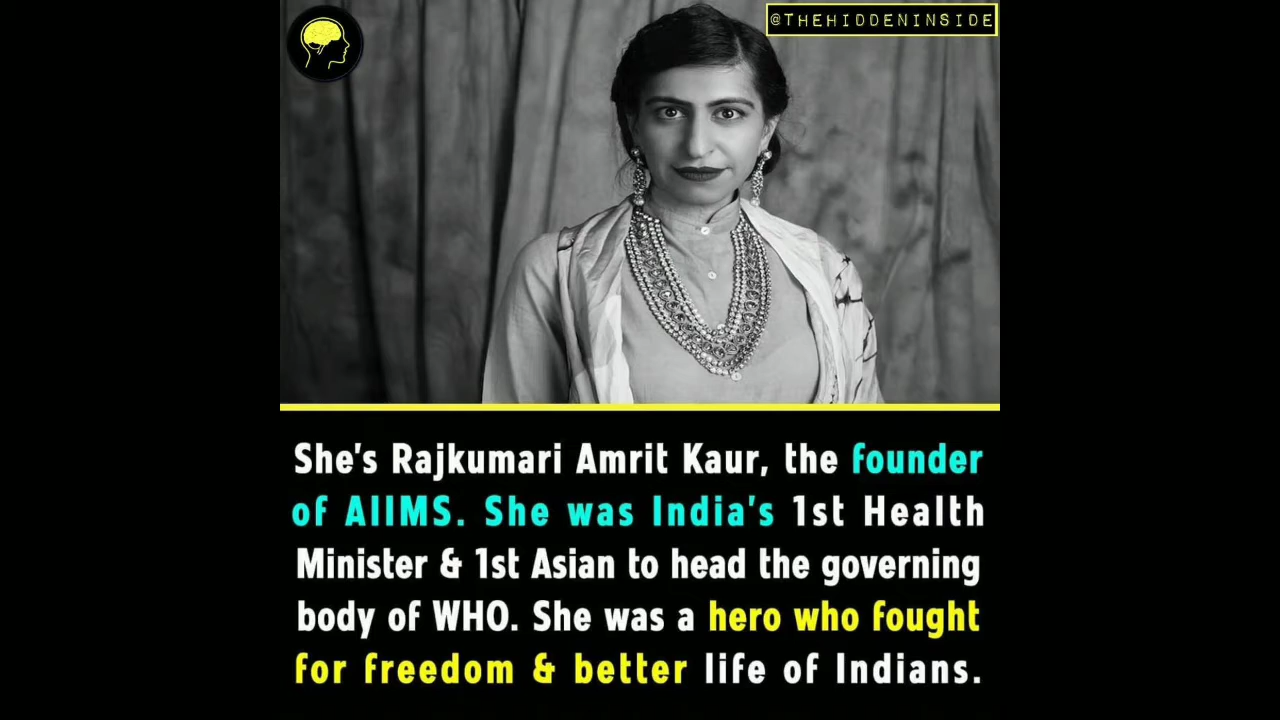 @THEHIDDENINSIDE
She's Rajkumari Amrit Kaur, the founder
of AIIMS. She was India's 1st Health
Minister & 1st Asian to head the governing
body of WHO. She was a hero who fought
for freedom & better life of Indians.